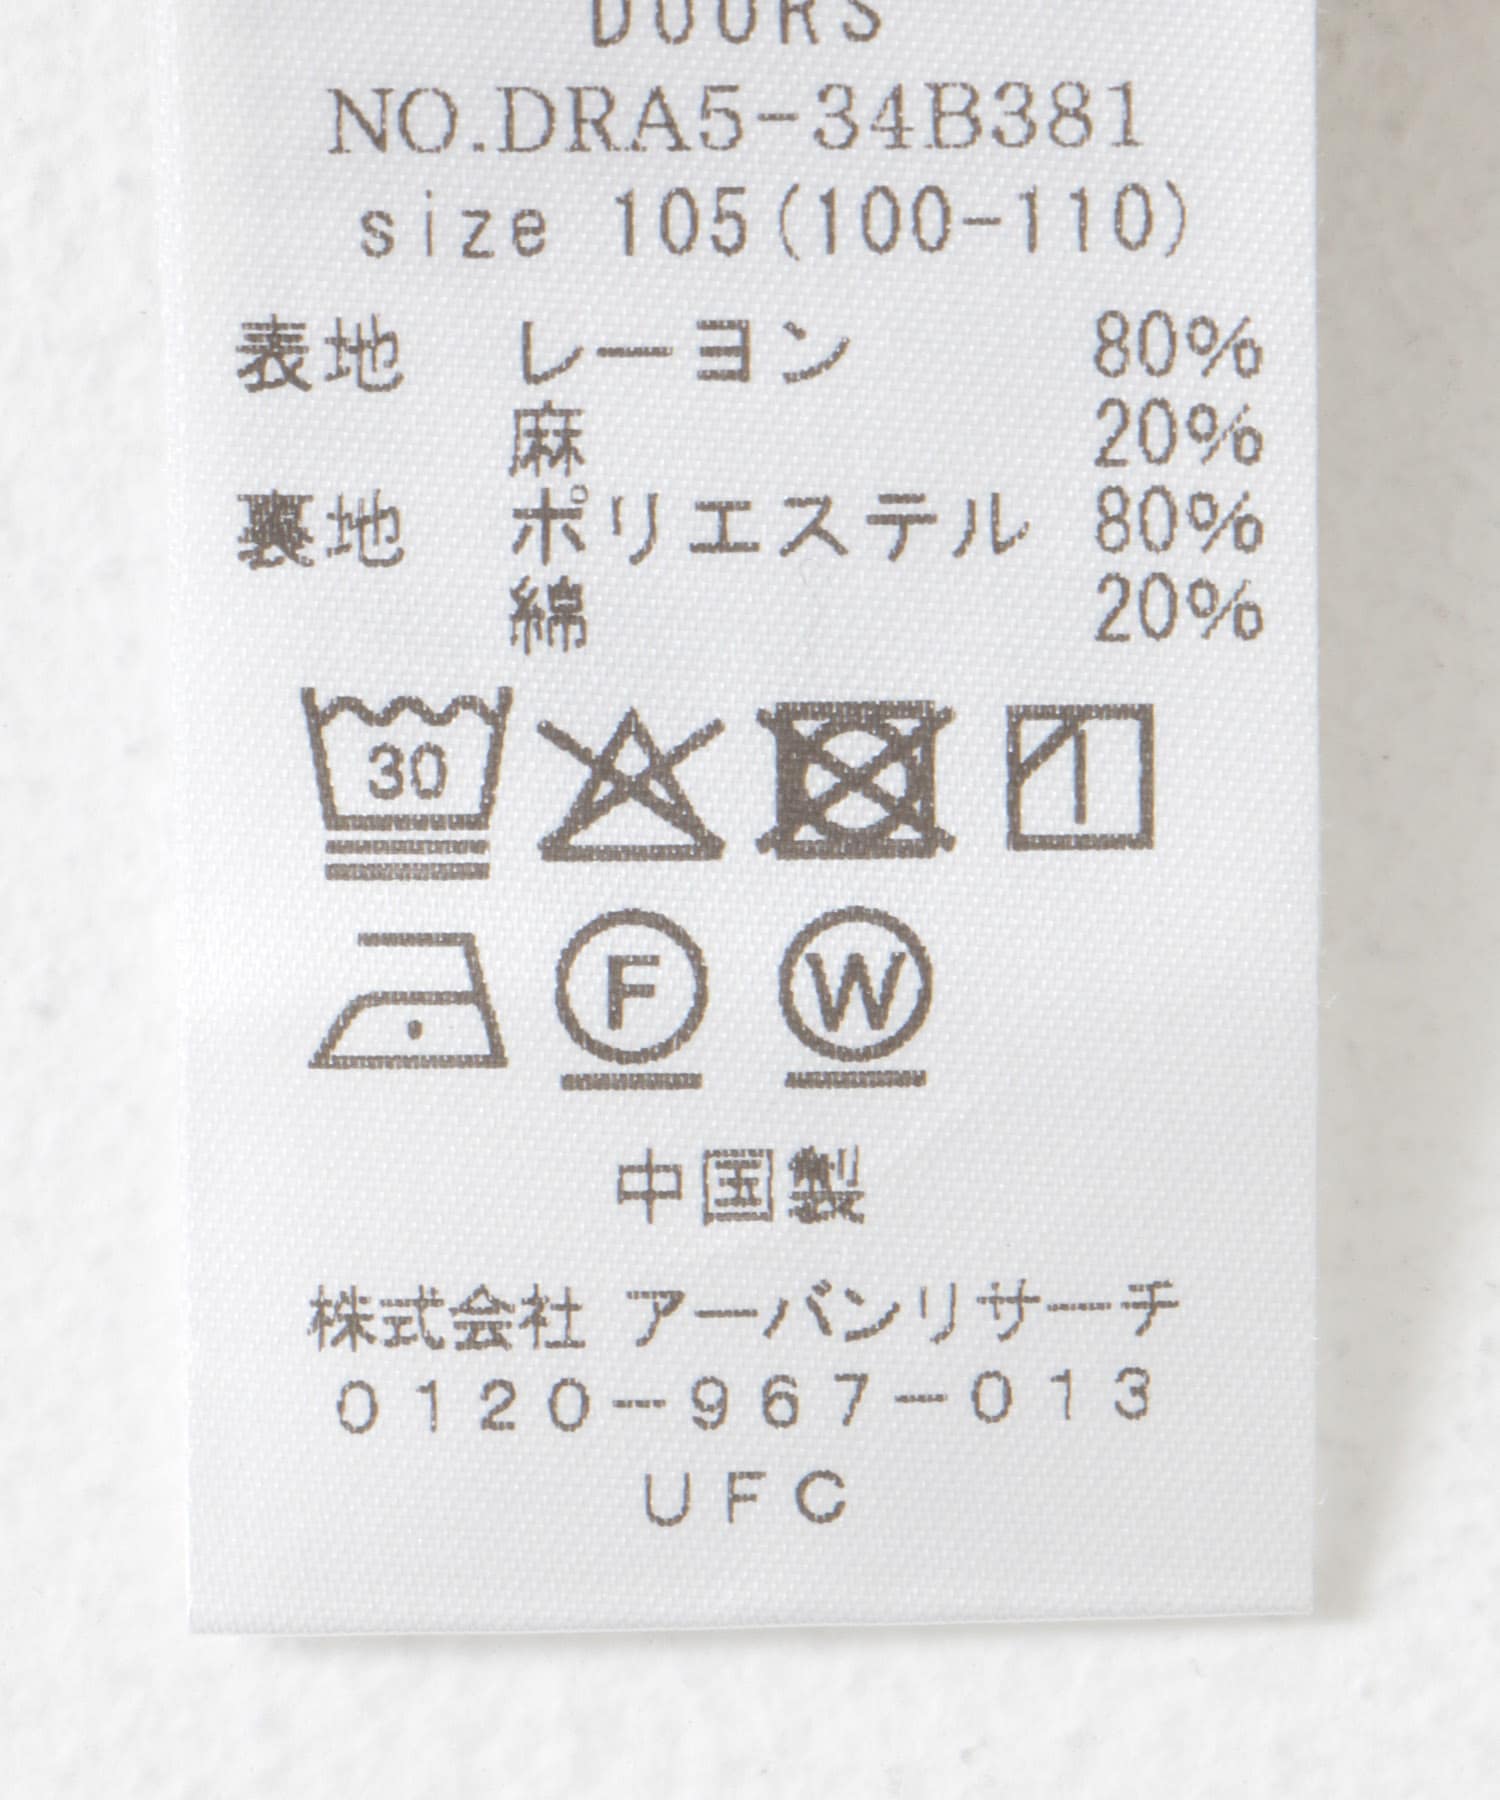 DOORS
NO.DRA5-34B381
size 105(100-110)
表地 レーヨン 80%
麻 20%
裏地 ポリエステル 80%
綿 20%
30
F W
中国製
株式会社 アーバンリサーチ
0120-967-013
UFC